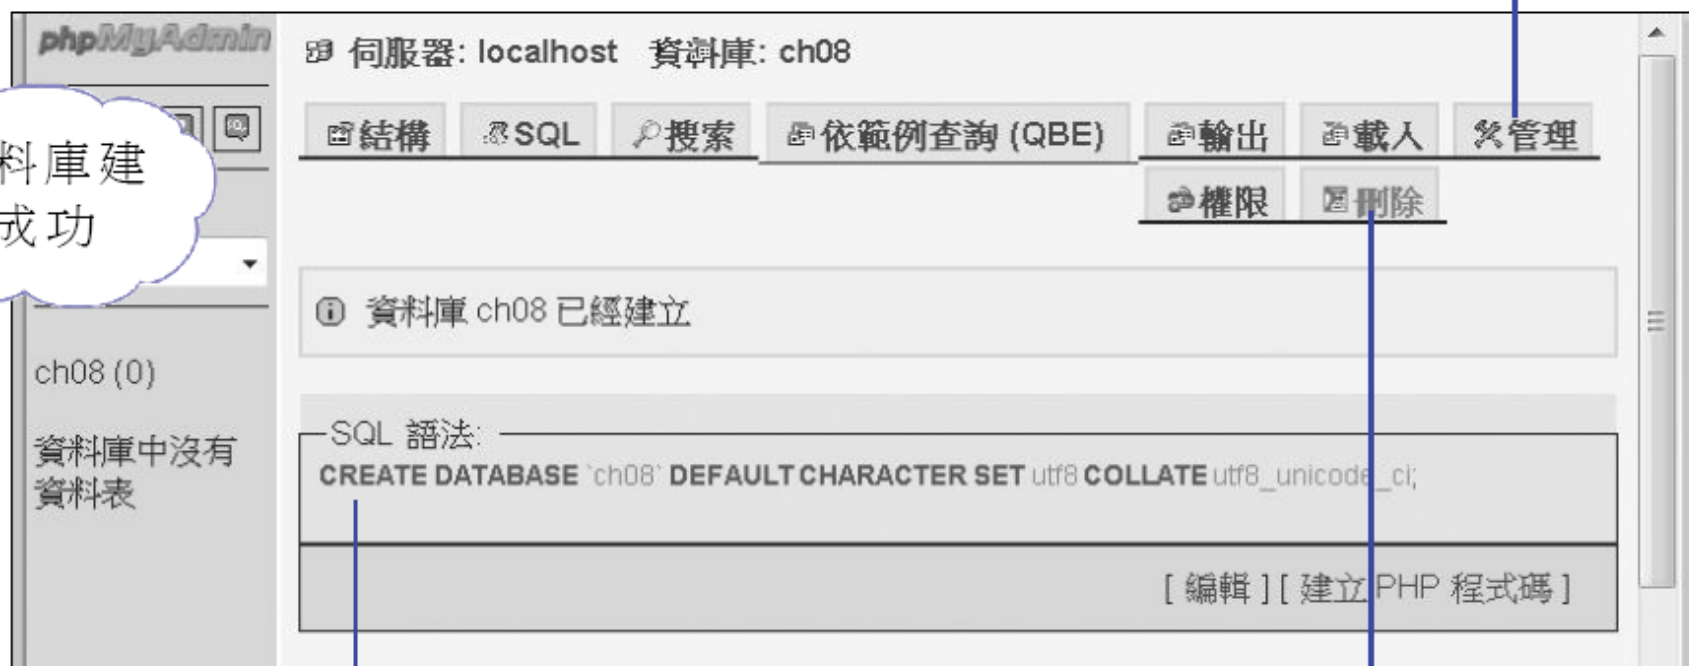 phpMyAdmin
伺服器: localhost 資料庫: ch08
結構 SQL 搜索 依範例查詢 (QBE) 輸出 載入 管理
權限 刪除
料庫建
成功
資料庫 ch08 已經建立
ch08 (0)
資料庫中沒有
資料表
SQL 語法:
CREATE DATABASE `ch08` DEFAULT CHARACTER SET utf8 COLLATE utf8_unicode_ci;
[ 編輯 ] [ 建立 PHP 程式碼 ]